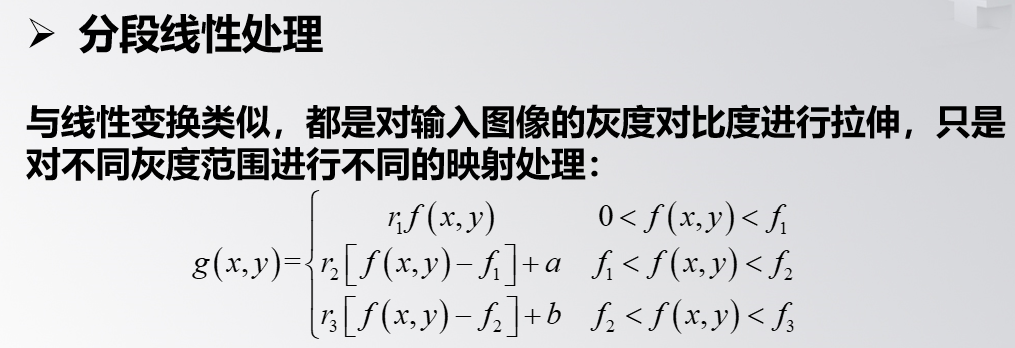 ➢ 分段线性处理
与线性变换类似，都是对输入图像的灰度对比度进行拉伸，只是
对不同灰度范围进行不同的映射处理：
r₁f(x,y) 0<f(x,y)<f₁
g(x,y)={r₂[f(x,y)−f₁]+a f₁<f(x,y)<f₂
r₃[f(x,y)−f₂]+b f₂<f(x,y)<f₃